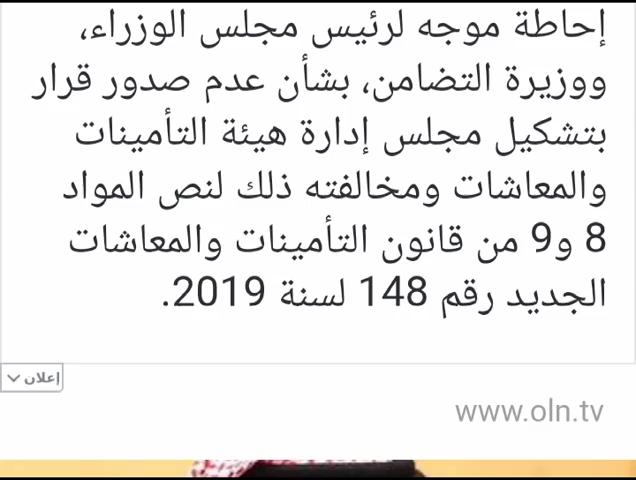 إحاطة موجه لرئيس مجلس الوزراء،
ووزيرة التضامن، بشأن عدم صدور قرار
بتشكيل مجلس إدارة هيئة التأمينات
والمعاشات ومخالفته ذلك لنص المواد
8 و9 من قانون التأمينات والمعاشات
الجديد رقم 148 لسنة 2019.
إعلان
www.oln.tv